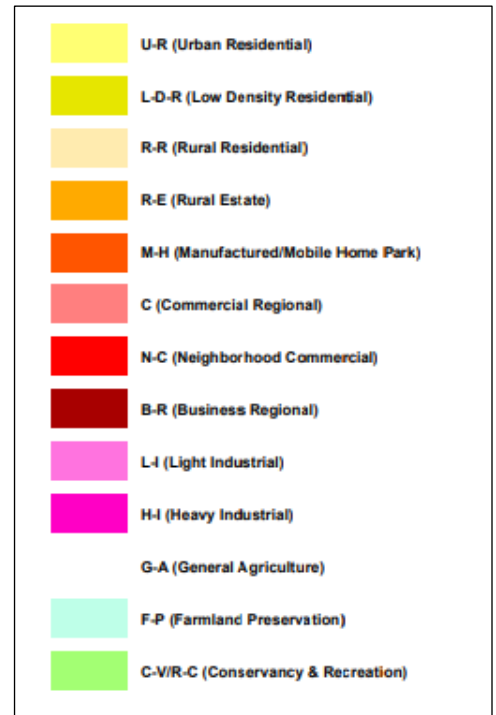 U-R (Urban Residential)
L-D-R (Low Density Residential)
R-R (Rural Residential)
R-E (Rural Estate)
M-H (Manufactured/Mobile Home Park)
C (Commercial Regional)
N-C (Neighborhood Commercial)
B-R (Business Regional)
L-I (Light Industrial)
H-I (Heavy Industrial)
G-A (General Agriculture)
F-P (Farmland Preservation)
C-V/R-C (Conservancy & Recreation)